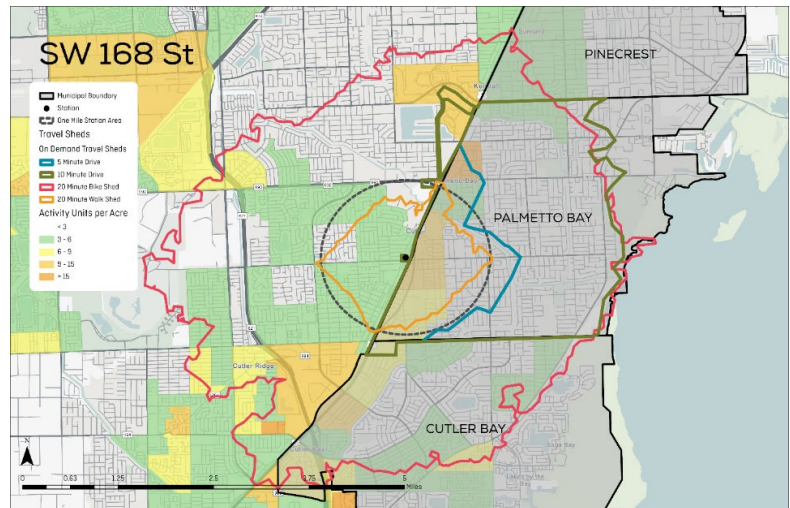 SW 168 St
PINECREST
Municipal Boundary
Station
One Mile Station Area
Travel Sheds
On Demand Travel Sheds
5 Minute Drive
10 Minute Drive
20 Minute Bike Shed
20 Minute Walk Shed
Activity Units per Acre
< 3
3 - 6
6 - 9
9 - 15
> 15
PALMETTO BAY
Cutler Ridge
CUTLER BAY
N
0 0.63 1.25 2.5 3.75 5
Miles